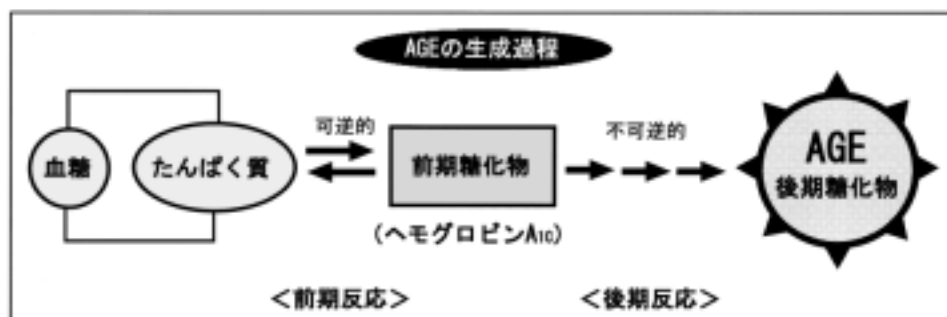 AGEの生成過程
血糖
たんぱく質
可逆的
前期糖化物
(ヘモグロビンA1C)
不可逆的
AGE
後期糖化物
<前期反応>
<後期反応>